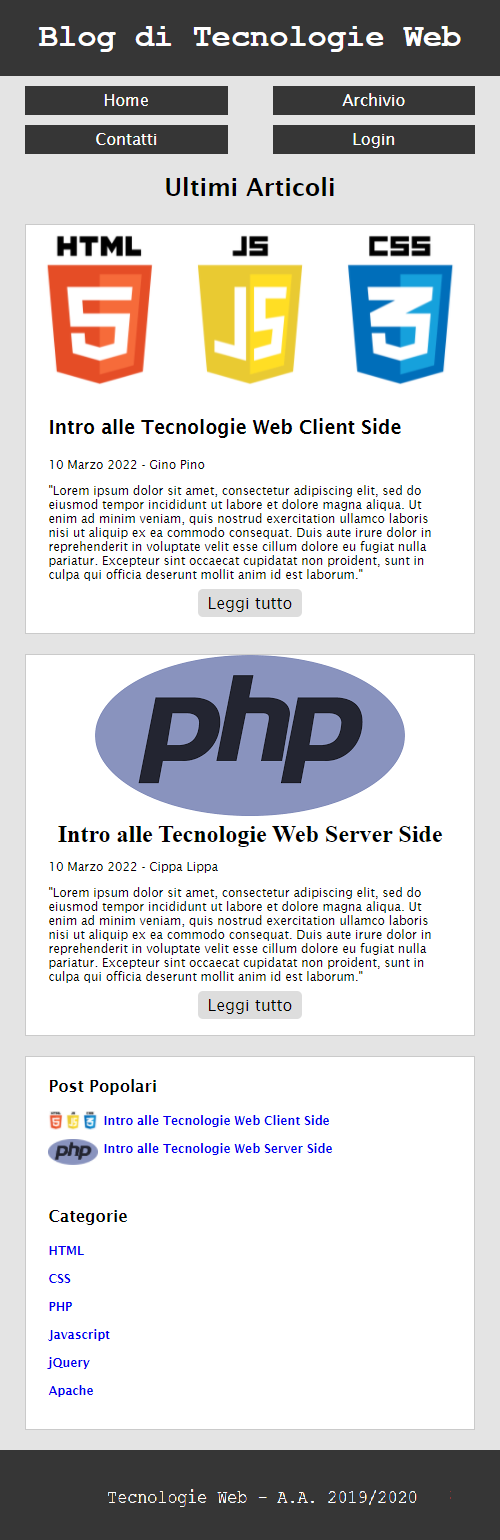 Blog di Tecnologie Web
Home
Archivio
Contatti
Login
Ultimi Articoli
HTML JS CSS
5 JS 3
Intro alle Tecnologie Web Client Side
10 Marzo 2022 - Gino Pino
"Lorem ipsum dolor sit amet, consectetur adipiscing elit, sed do
eiusmod tempor incididunt ut labore et dolore magna aliqua. Ut
enim ad minim veniam, quis nostrud exercitation ullamco laboris
nisi ut aliquip ex ea commodo consequat. Duis aute irure dolor in
reprehenderit in voluptate velit esse cillum dolore eu fugiat nulla
pariatur. Excepteur sint occaecat cupidatat non proident, sunt in
culpa qui officia deserunt mollit anim id est laborum."
Leggi tutto
php
Intro alle Tecnologie Web Server Side
10 Marzo 2022 - Cippa Lippa
"Lorem ipsum dolor sit amet, consectetur adipiscing elit, sed do
eiusmod tempor incididunt ut labore et dolore magna aliqua. Ut
enim ad minim veniam, quis nostrud exercitation ullamco laboris
nisi ut aliquip ex ea commodo consequat. Duis aute irure dolor in
reprehenderit in voluptate velit esse cillum dolore eu fugiat nulla
pariatur. Excepteur sint occaecat cupidatat non proident, sunt in
culpa qui officia deserunt mollit anim id est laborum."
Leggi tutto
Post Popolari
HTML JS CSS
5 JS 3
Intro alle Tecnologie Web Client Side
php
Intro alle Tecnologie Web Server Side
Categorie
HTML
CSS
PHP
Javascript
jQuery
Apache
Tecnologie Web - A.A. 2019/2020